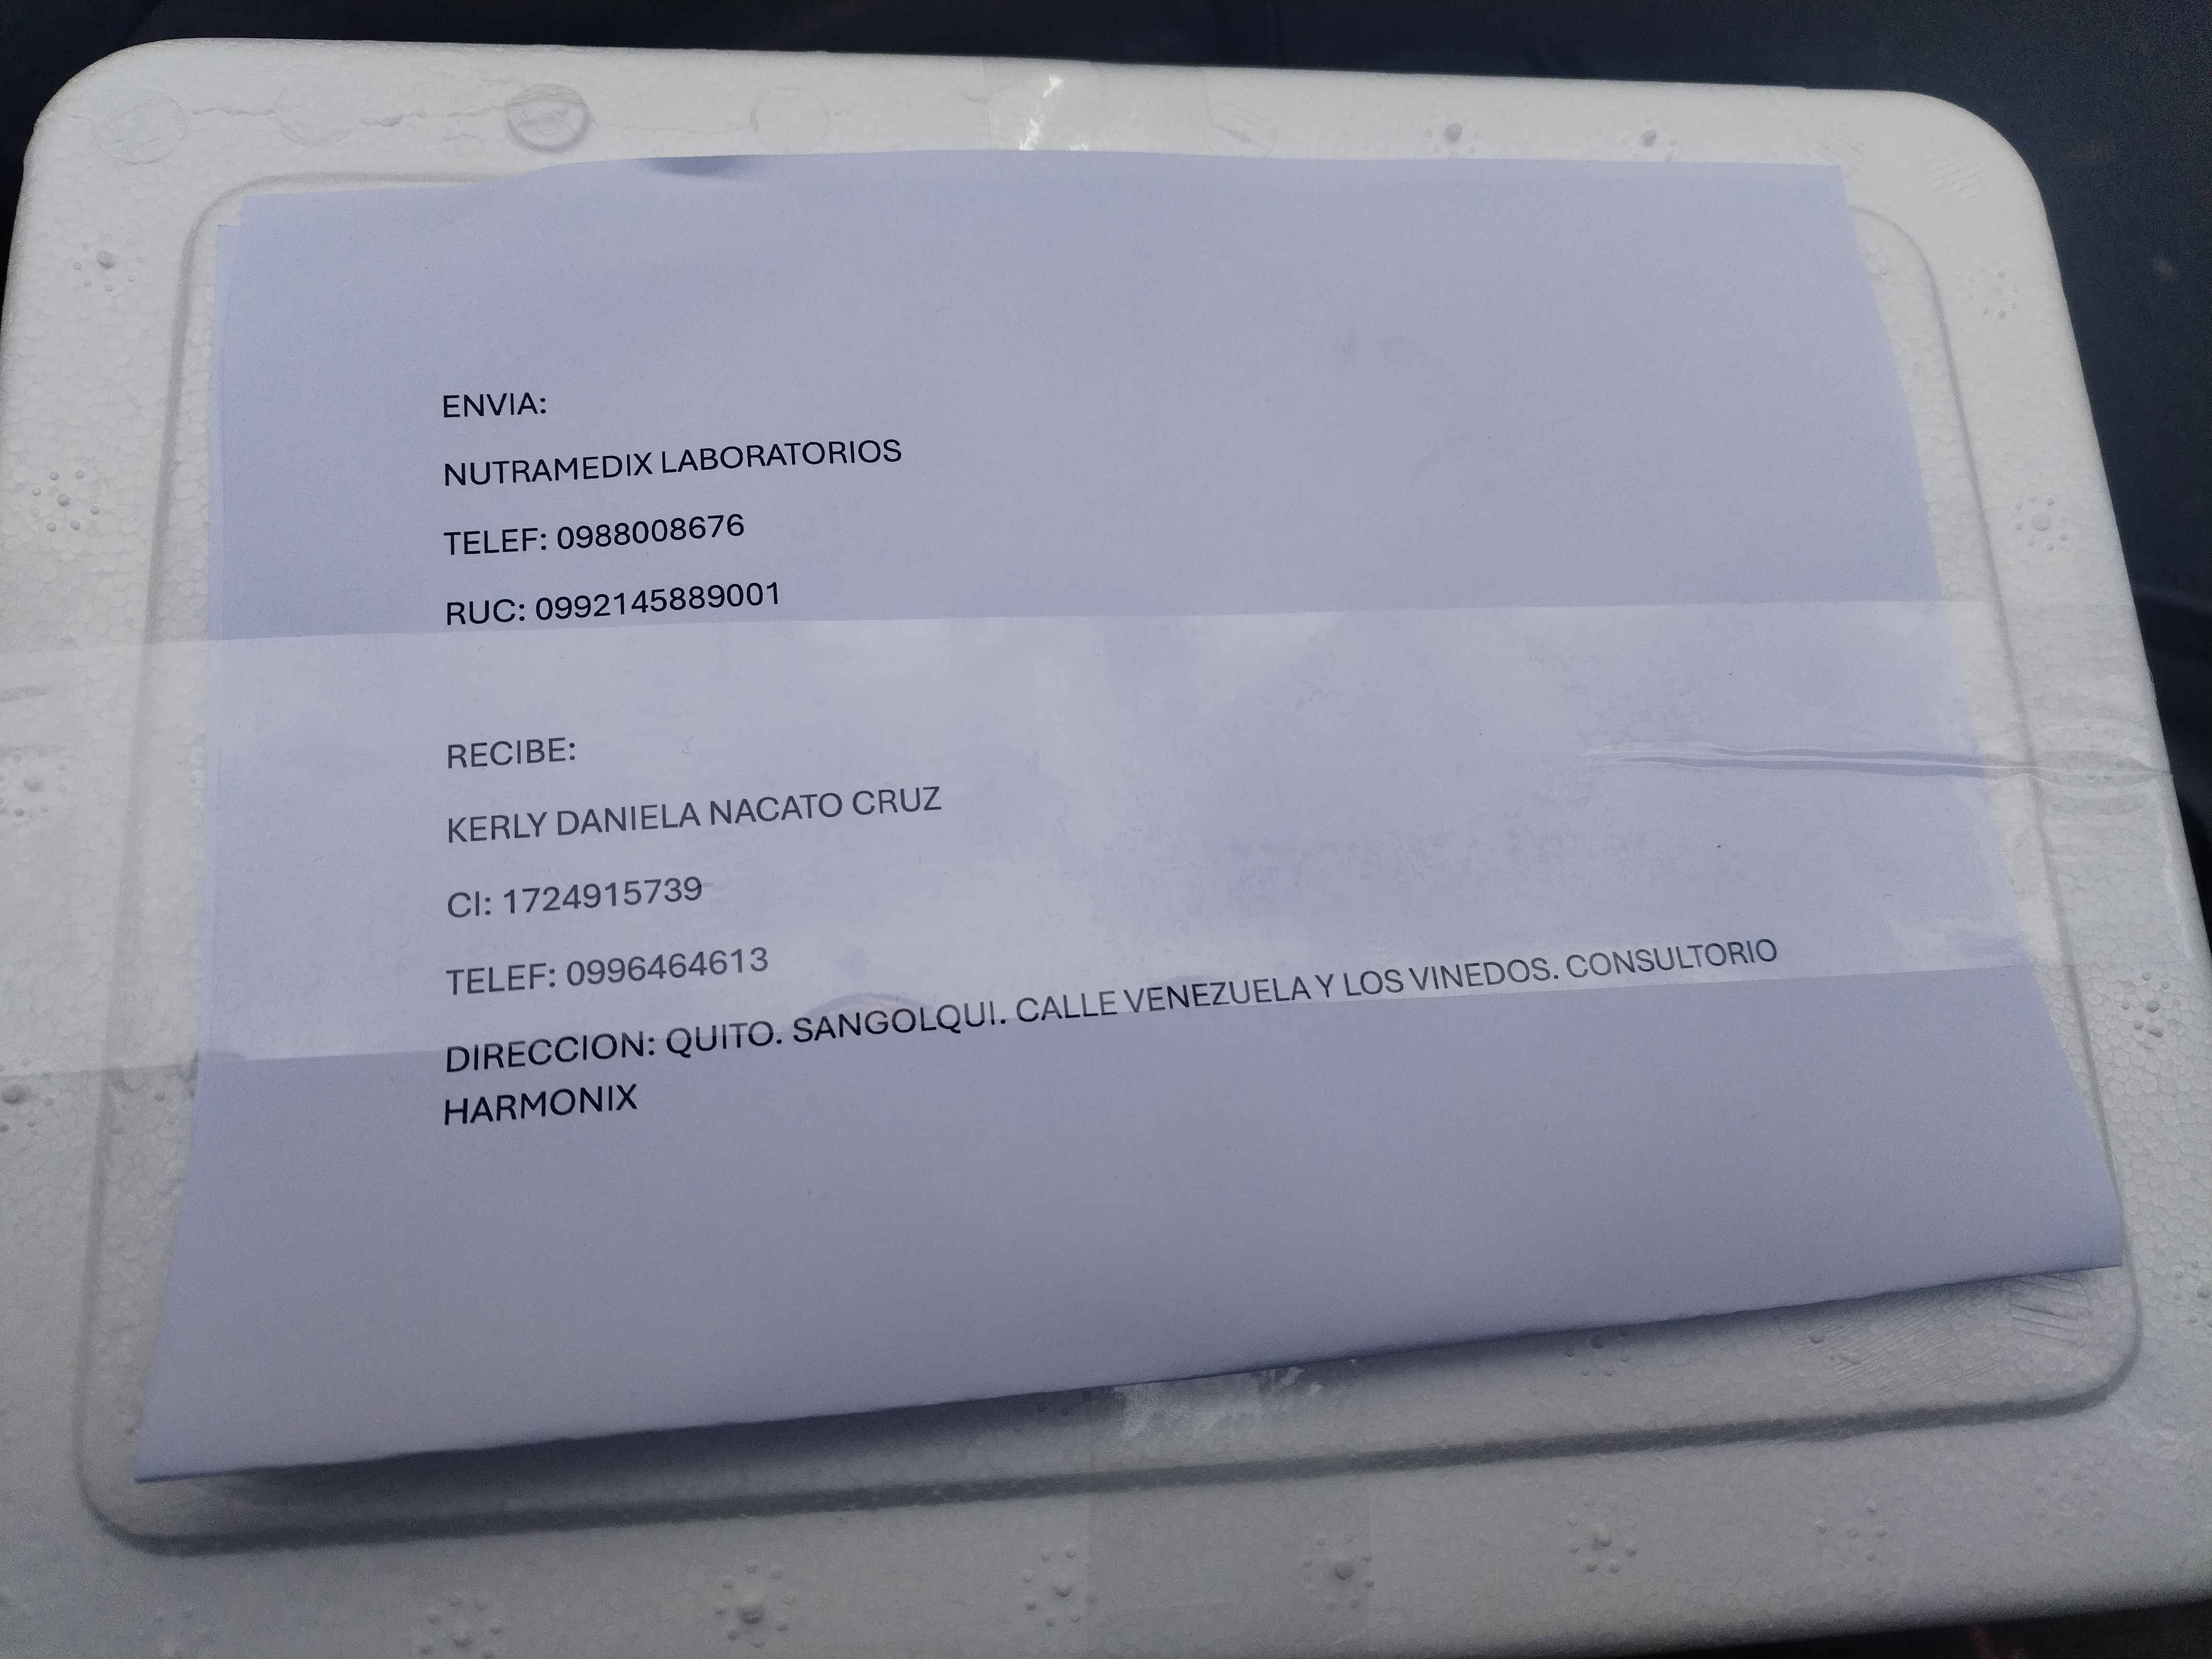 ENVIA:
NUTRAMEDIX LABORATORIOS
TELEF: 0988008676
RUC: 0992145889001
RECIBE:
KERLY DANIELA NACATO CRUZ
CI: 1724915739
TELEF: 0996464613
DIRECCION: QUITO. SANGOLQUI. CALLE VENEZUELA Y LOS VINEDOS. CONSULTORIO
HARMONIX